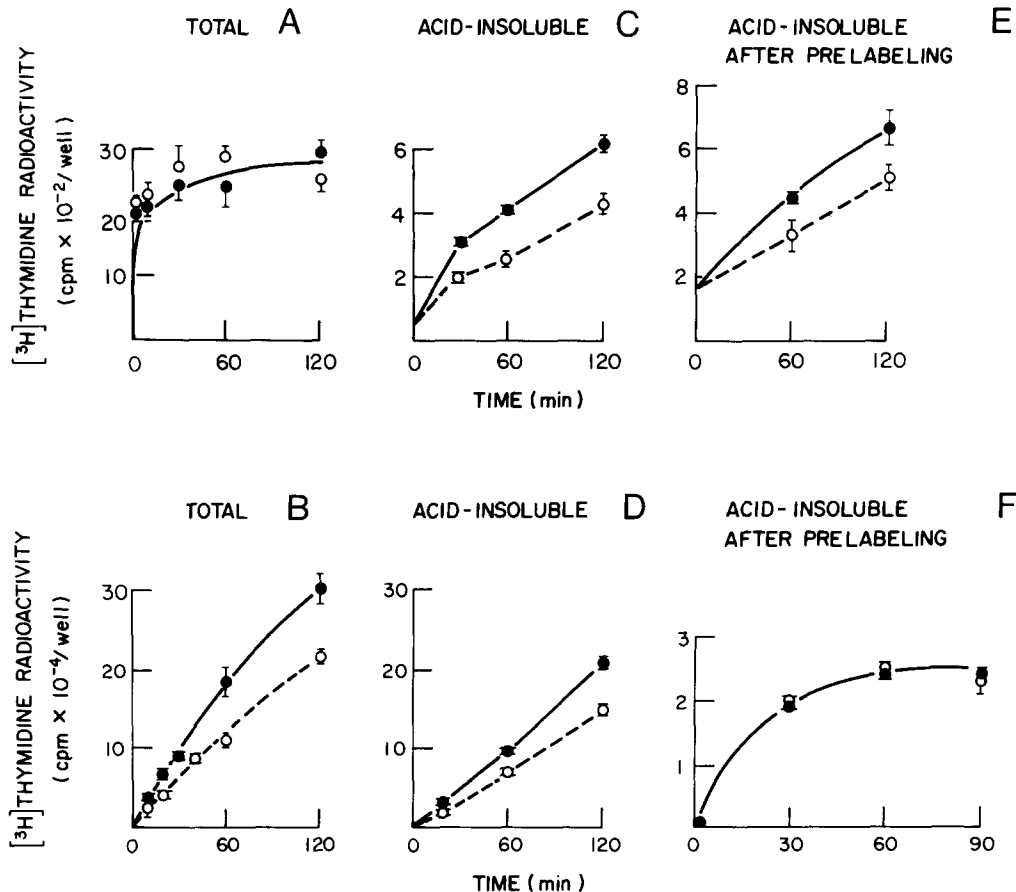 TOTAL A
ACID-INSOLUBLE C
ACID-INSOLUBLE
AFTER PRELABELING E
[³H]THYMIDINE RADIOACTIVITY
(cpm × 10⁻²/well)
30
20
10
0 60 120
6
4
2
0 60 120
8
6
4
2
0 60 120
TIME (min)
TOTAL B
ACID-INSOLUBLE D
ACID-INSOLUBLE
AFTER PRELABELING F
[³H]THYMIDINE RADIOACTIVITY
(cpm × 10⁻⁴/well)
30
20
10
0 60 120
30
20
10
0 60 120
3
2
1
0 30 60 90
TIME (min)